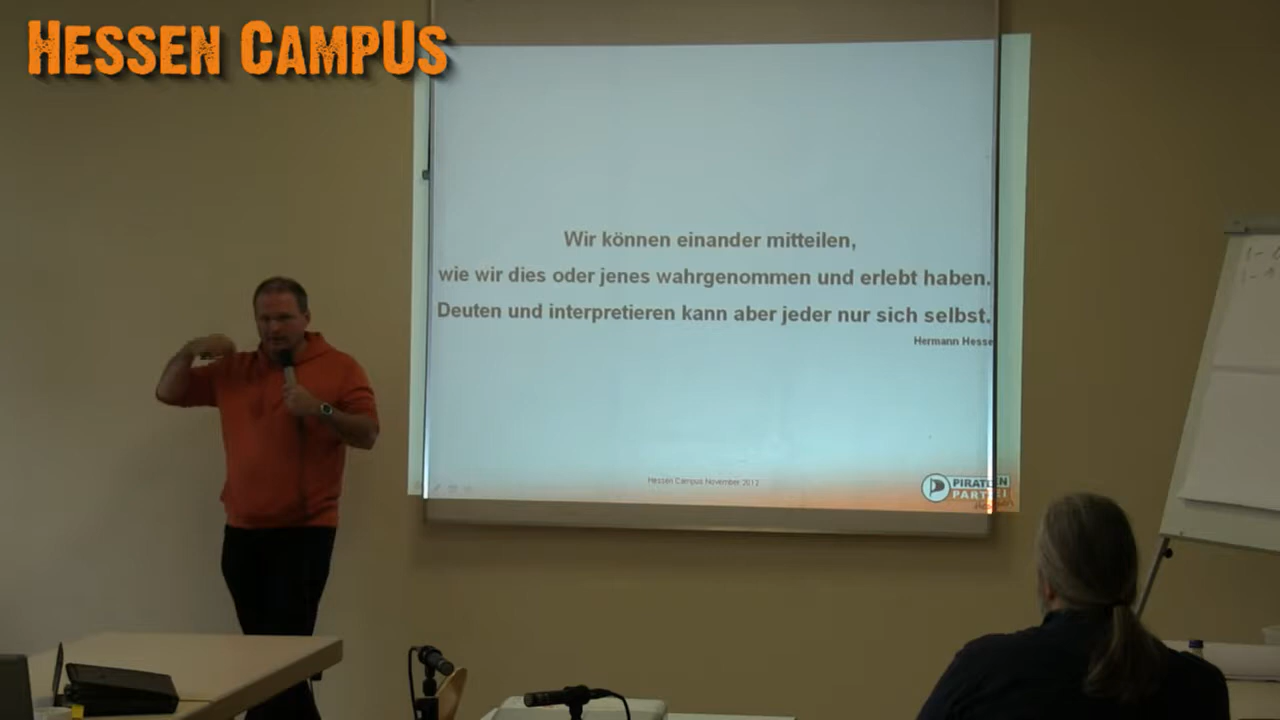 HESSEN CAMPUS
Wir können einander mitteilen,
wie wir dies oder jenes wahrgenommen und erlebt haben.
Deuten und interpretieren kann aber jeder nur sich selbst.
Hermann Hesse
Hessen Campus November 2012
PIRATEN
PARTEI
Hessen